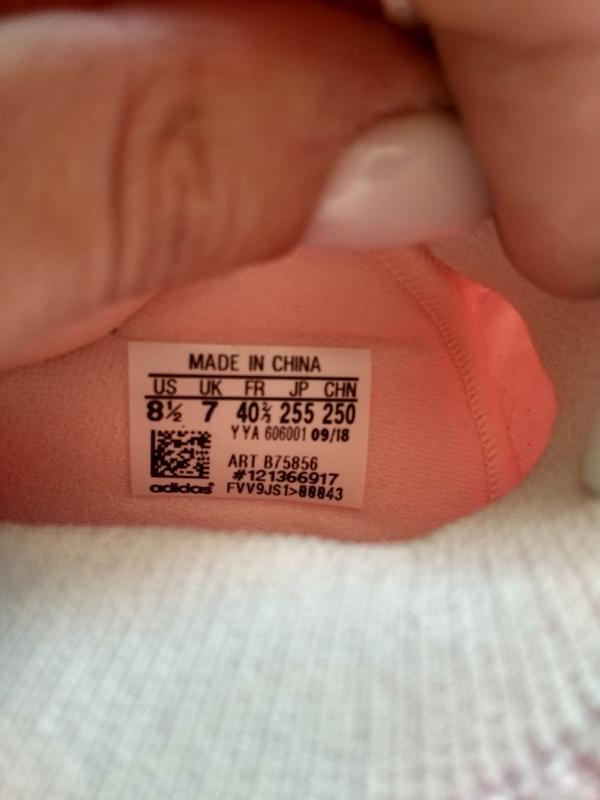 MADE IN CHINA
US UK FR JP CHN
8½ 7 40⅔ 255 250
YYA 606001 09/18
ART B75856
#121366917
adidas FVV9JS1>00043